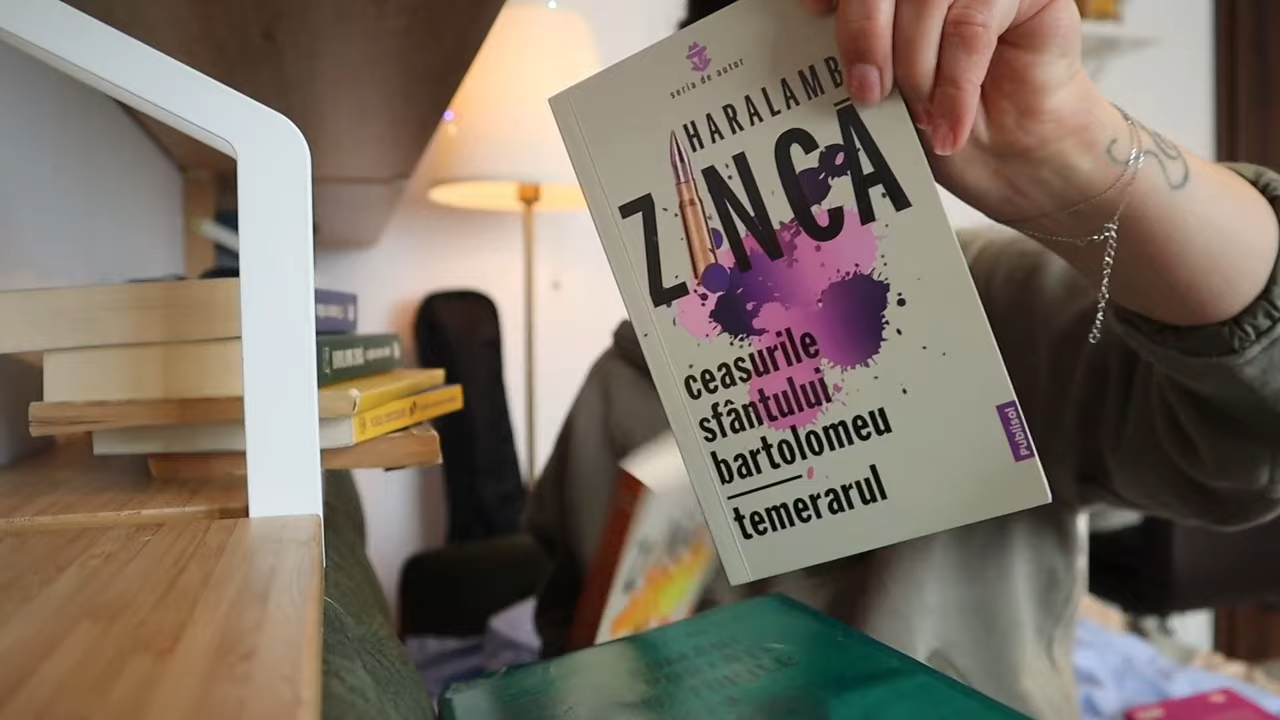 seria de autor
HARALAMB
ZINCĂ
ceasurile
sfântului
bartolomeu
temerarul
Publisol